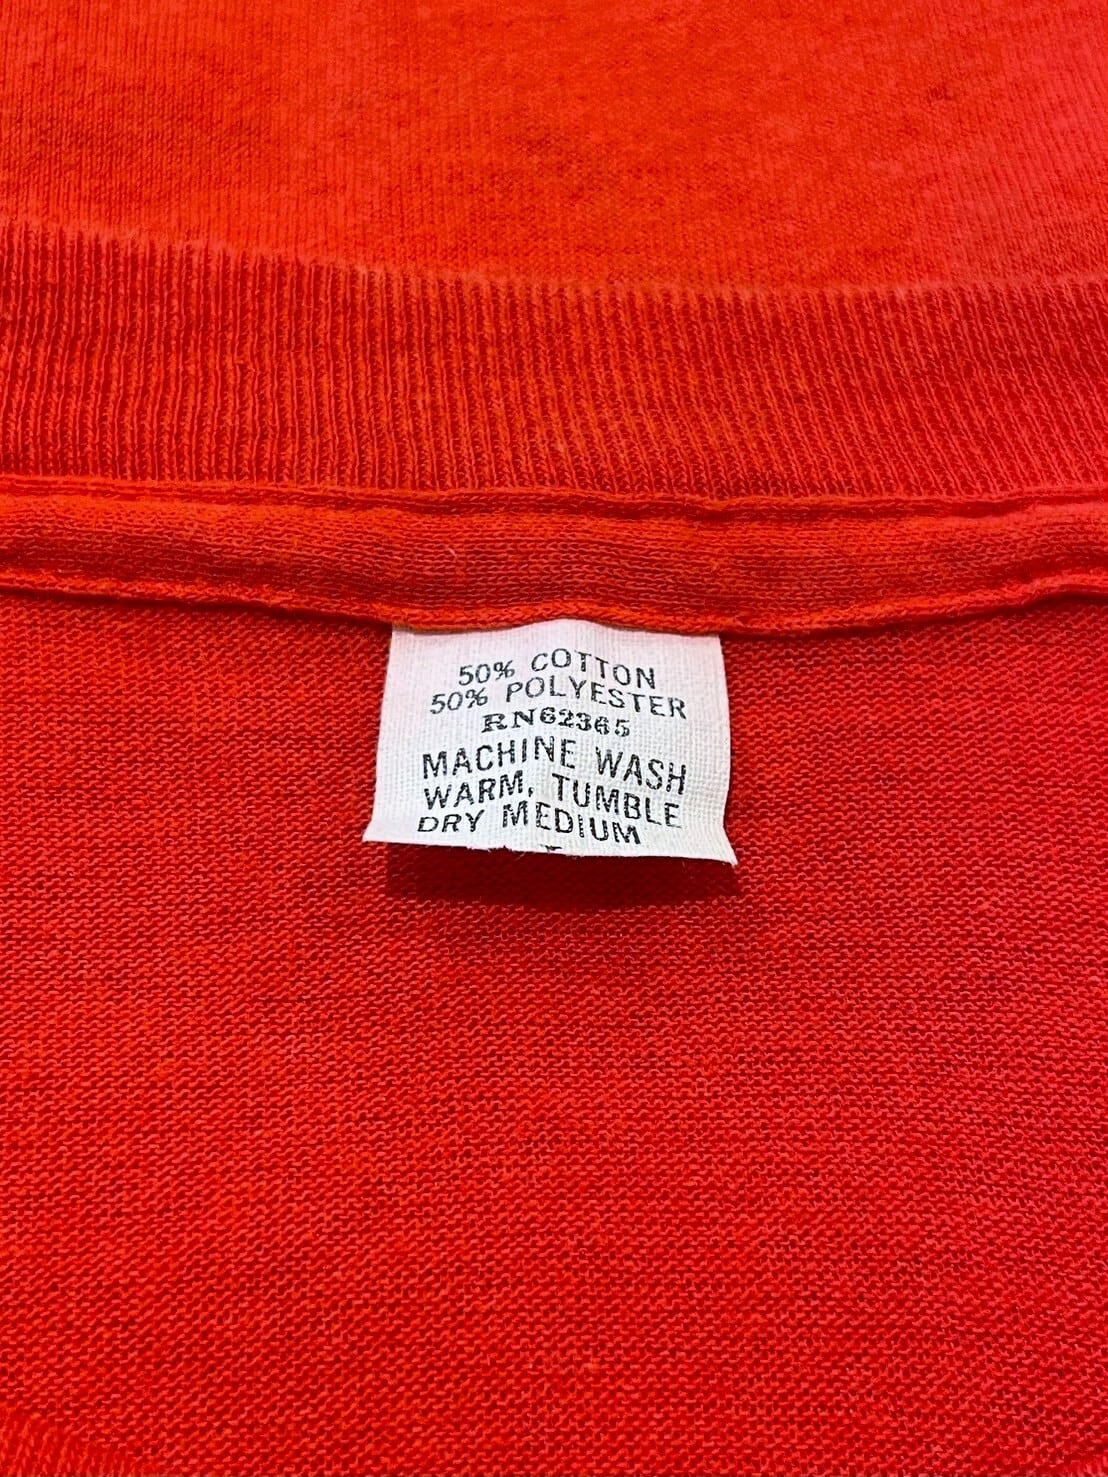 50% COTTON
50% POLYESTER
RN62365
MACHINE WASH
WARM, TUMBLE
DRY MEDIUM